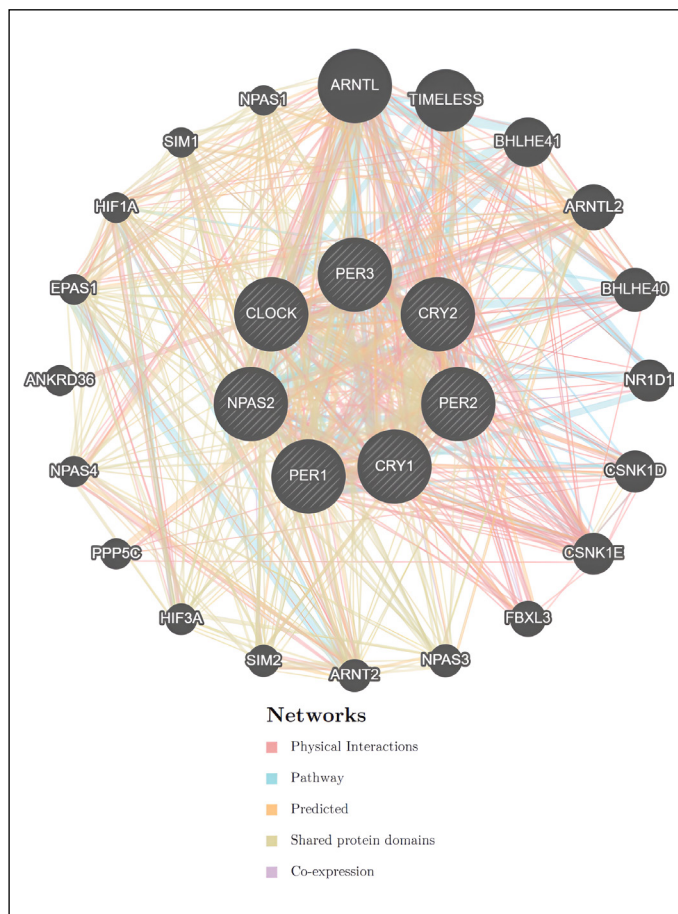 ARNTL
TIMELESS
NPAS1
BHLHE41
SIM1
ARNTL2
HIF1A
PER3
EPAS1
BHLHE40
CLOCK
CRY2
ANKRD36
NR1D1
NPAS2
PER2
NPAS4
CSNK1D
PER1
CRY1
PPP5C
CSNK1E
HIF3A
FBXL3
SIM2
NPAS3
ARNT2
Networks
Physical Interactions
Pathway
Predicted
Shared protein domains
Co-expression